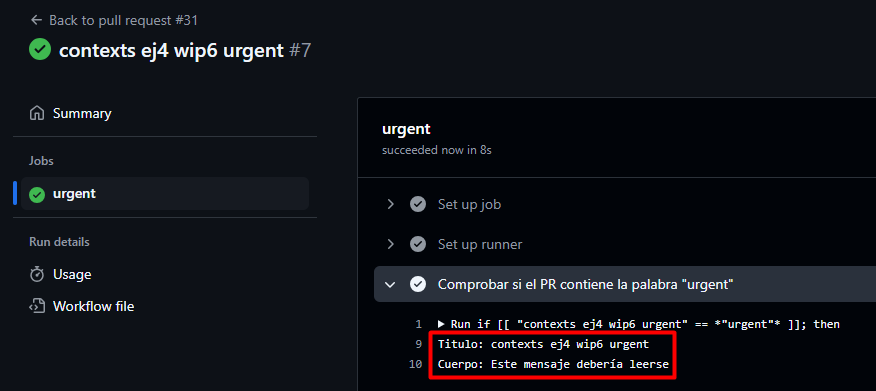 Back to pull request #31
contexts ej4 wip6 urgent #7
Summary
Jobs
urgent
Run details
Usage
Workflow file
urgent
succeeded now in 8s
Set up job
Set up runner
Comprobar si el PR contiene la palabra "urgent"
1 Run if [[ "contexts ej4 wip6 urgent" == *"urgent"* ]]; then
9 Titulo: contexts ej4 wip6 urgent
10 Cuerpo: Este mensaje debería leerse